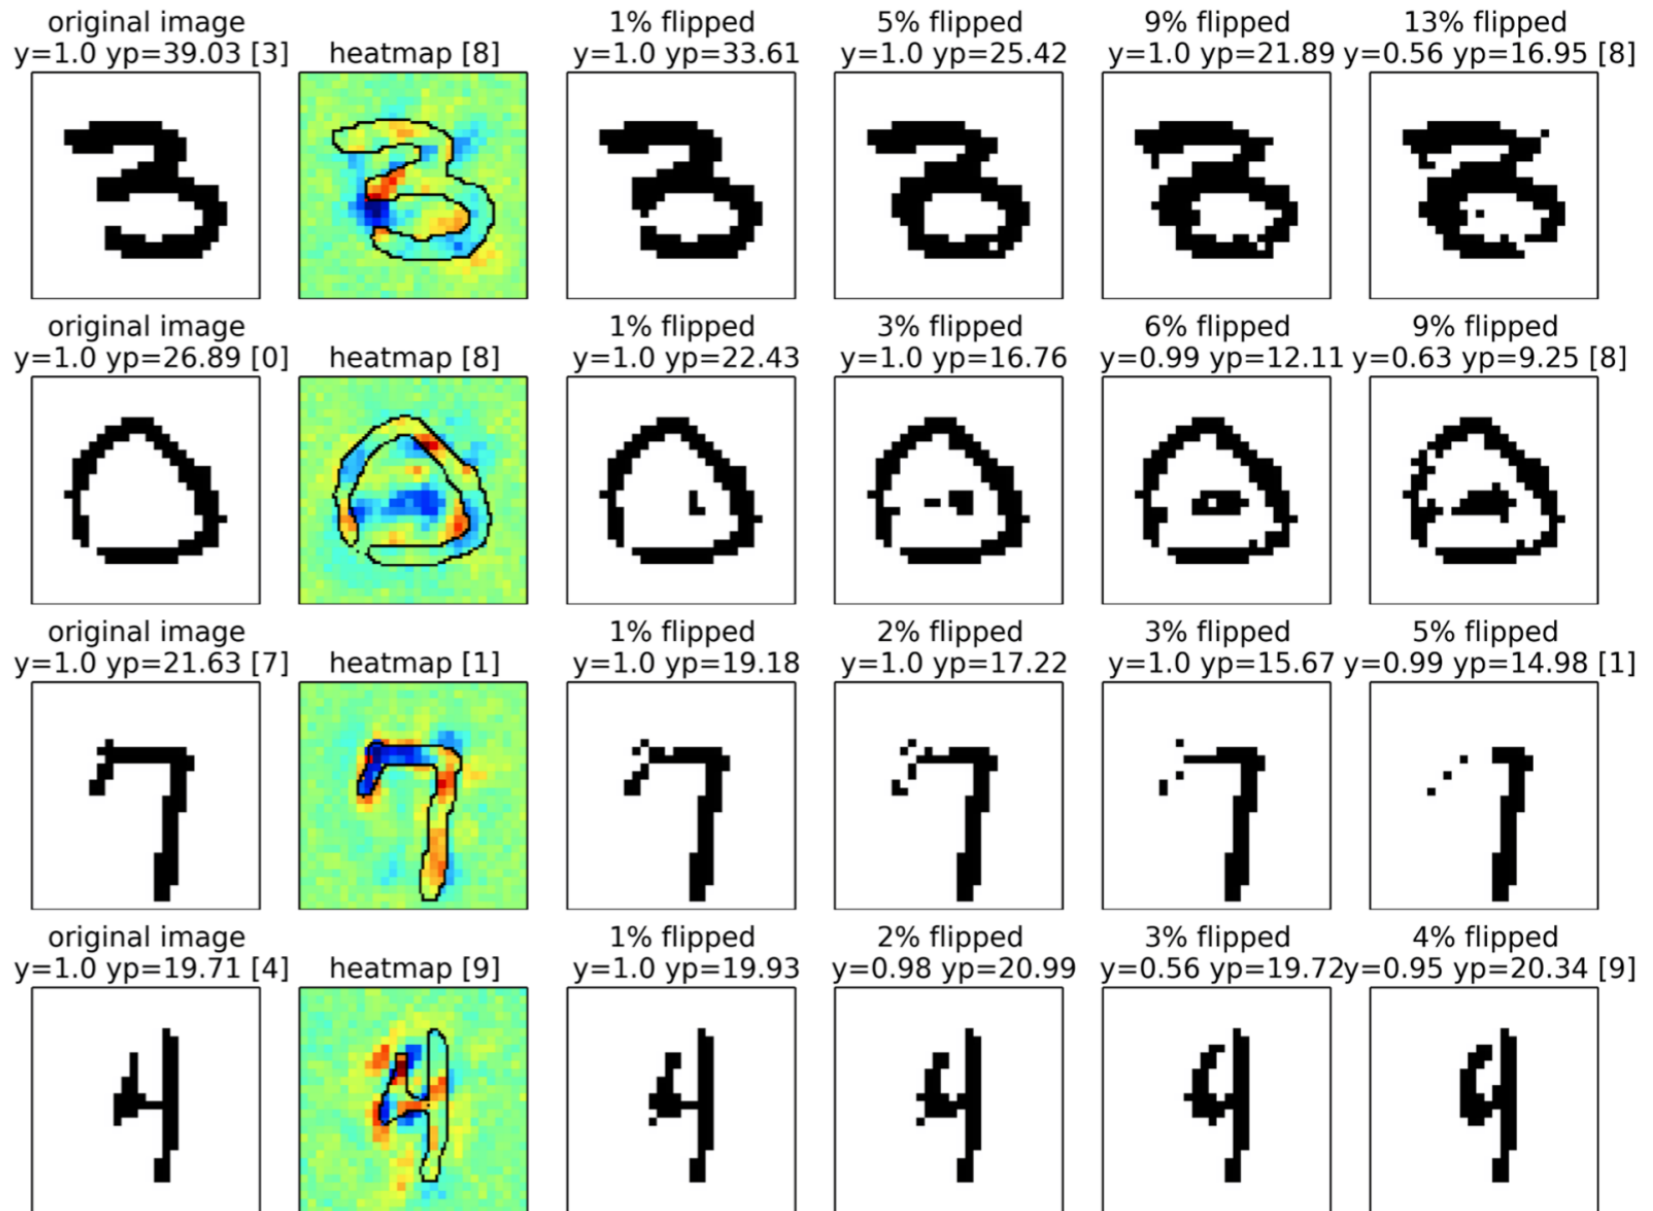 original image
y=1.0 yp=39.03 [3]
heatmap [8]
1% flipped
y=1.0 yp=33.61
5% flipped
y=1.0 yp=25.42
9% flipped
y=1.0 yp=21.89
13% flipped
y=0.56 yp=16.95 [8]
original image
y=1.0 yp=26.89 [0]
heatmap [8]
1% flipped
y=1.0 yp=22.43
3% flipped
y=1.0 yp=16.76
6% flipped
y=0.99 yp=12.11
9% flipped
y=0.63 yp=9.25 [8]
original image
y=1.0 yp=21.63 [7]
heatmap [1]
1% flipped
y=1.0 yp=19.18
2% flipped
y=1.0 yp=17.22
3% flipped
y=1.0 yp=15.67
5% flipped
y=0.99 yp=14.98 [1]
original image
y=1.0 yp=19.71 [4]
heatmap [9]
1% flipped
y=1.0 yp=19.93
2% flipped
y=0.98 yp=20.99
3% flipped
y=0.56 yp=19.72
4% flipped
y=0.95 yp=20.34 [9]